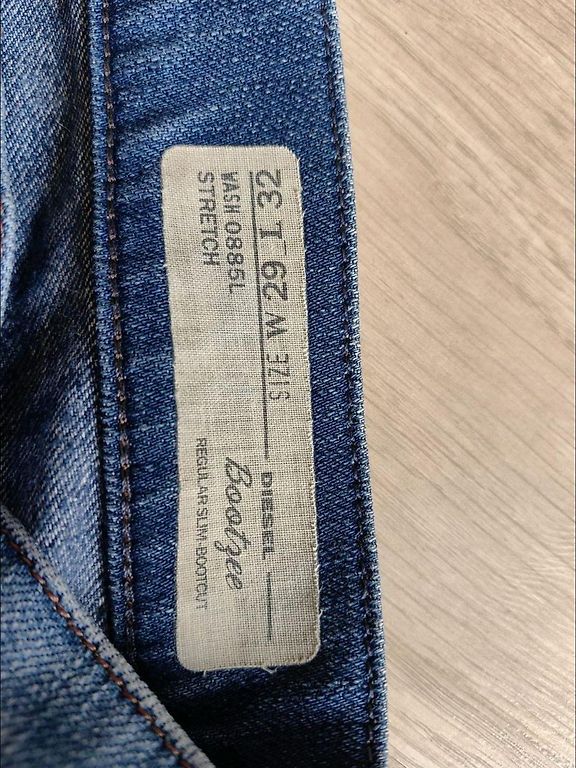 SIZE W 29 L 32
WASH 0885L
STRETCH
DIESEL
Bootzee
REGULAR SLIM-BOOTCUT